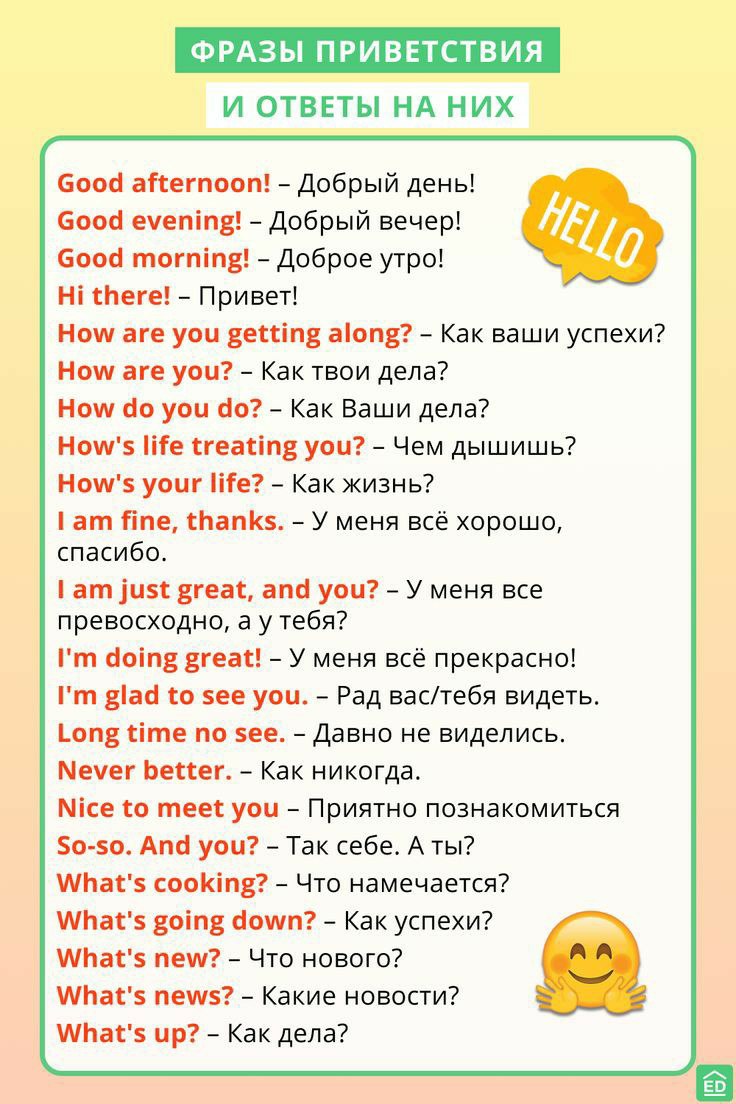 ФРАЗЫ ПРИВЕТСТВИЯ
И ОТВЕТЫ НА НИХ
HELLO
Good afternoon! – Добрый день!
Good evening! – Добрый вечер!
Good morning! – Доброе утро!
Hi there! – Привет!
How are you getting along? – Как ваши успехи?
How are you? – Как твои дела?
How do you do? – Как Ваши дела?
How's life treating you? – Чем дышишь?
How's your life? – Как жизнь?
I am fine, thanks. – У меня всё хорошо,
спасибо.
I am just great, and you? – У меня все
превосходно, а у тебя?
I'm doing great! – У меня всё прекрасно!
I'm glad to see you. – Рад вас/тебя видеть.
Long time no see. – Давно не виделись.
Never better. – Как никогда.
Nice to meet you – Приятно познакомиться
So-so. And you? – Так себе. А ты?
What's cooking? – Что намечается?
What's going down? – Как успехи?
What's new? – Что нового?
What's news? – Какие новости?
What's up? – Как дела?
ED